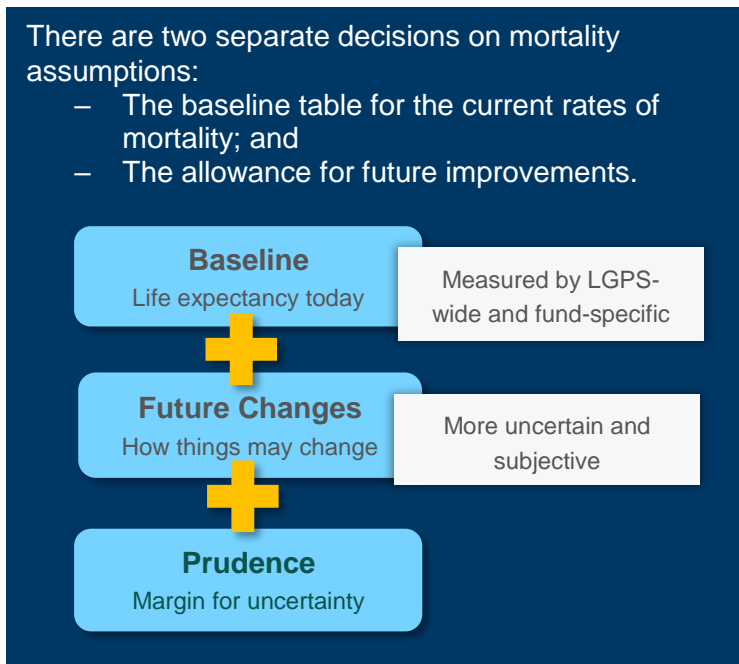 There are two separate decisions on mortality
assumptions:
– The baseline table for the current rates of
mortality; and
– The allowance for future improvements.
Baseline
Life expectancy today
Measured by LGPS-
wide and fund-specific
Future Changes
How things may change
More uncertain and
subjective
Prudence
Margin for uncertainty